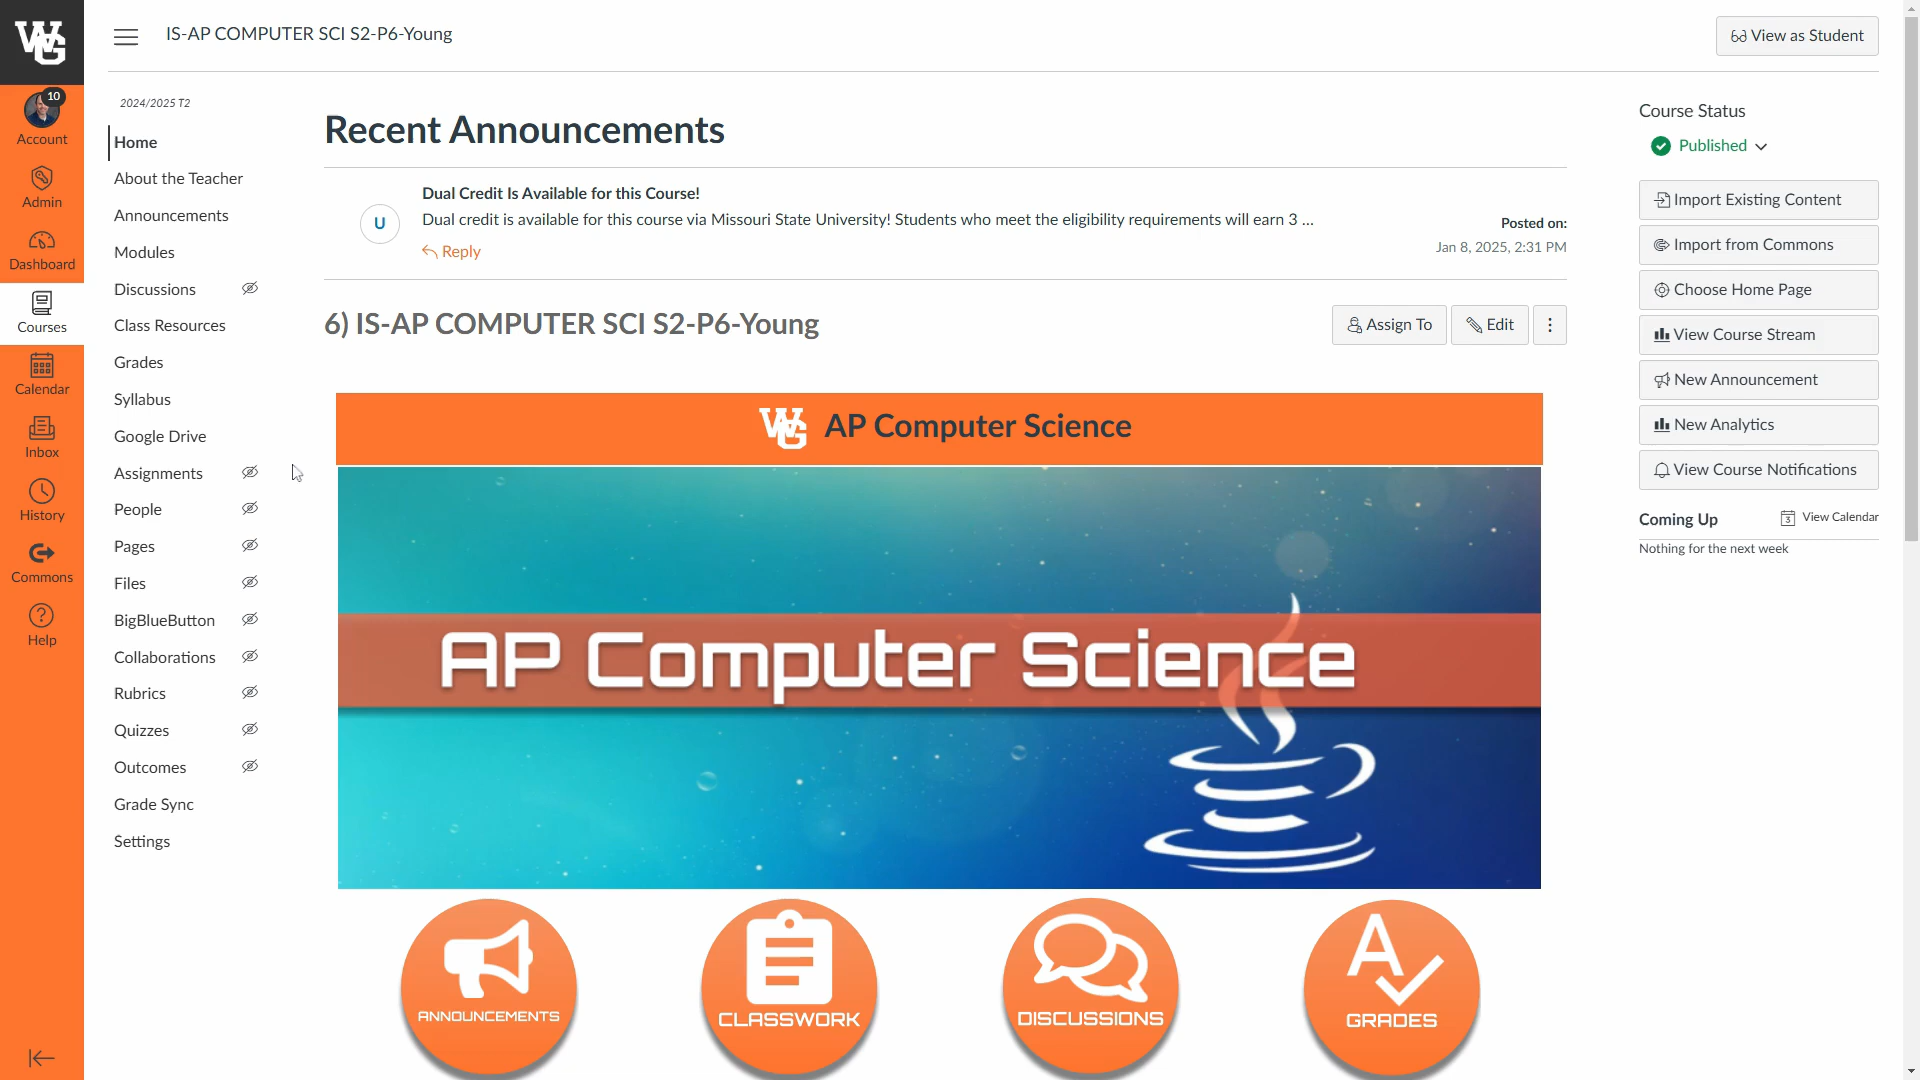 WG
IS-AP COMPUTER SCI S2-P6-Young
View as Student
10
Account
Admin
Dashboard
Courses
Calendar
Inbox
History
Commons
Help
2024/2025 T2
Home
About the Teacher
Announcements
Modules
Discussions
Class Resources
Grades
Syllabus
Google Drive
Assignments
People
Pages
Files
BigBlueButton
Collaborations
Rubrics
Quizzes
Outcomes
Grade Sync
Settings
Recent Announcements
U
Dual Credit Is Available for this Course!
Dual credit is available for this course via Missouri State University! Students who meet the eligibility requirements will earn 3 ...
Reply
Posted on:
Jan 8, 2025, 2:31 PM
6) IS-AP COMPUTER SCI S2-P6-Young
Assign To
Edit
WG AP Computer Science
AP Computer Science
ANNOUNCEMENTS
CLASSWORK
DISCUSSIONS
A
GRADES
Course Status
Published
Import Existing Content
Import from Commons
Choose Home Page
View Course Stream
New Announcement
New Analytics
View Course Notifications
Coming Up
3
View Calendar
Nothing for the next week